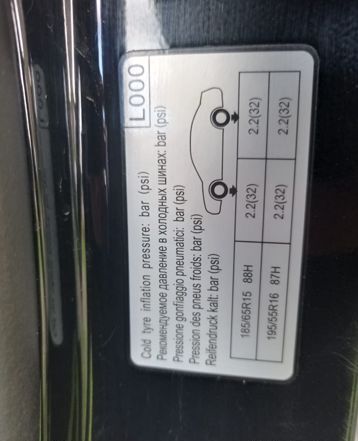 L000
Cold tyre inflation pressure: bar (psi)
Рекомендуемое давление в холодных шинах: bar (psi)
Pressione gonfiaggio pneumatici: bar (psi)
Pression des pneus froids: bar (psi)
Reifendruck kalt: bar (psi)
185/65R15 88H 2.2(32) 2.2(32)
195/55R16 87H 2.2(32) 2.2(32)